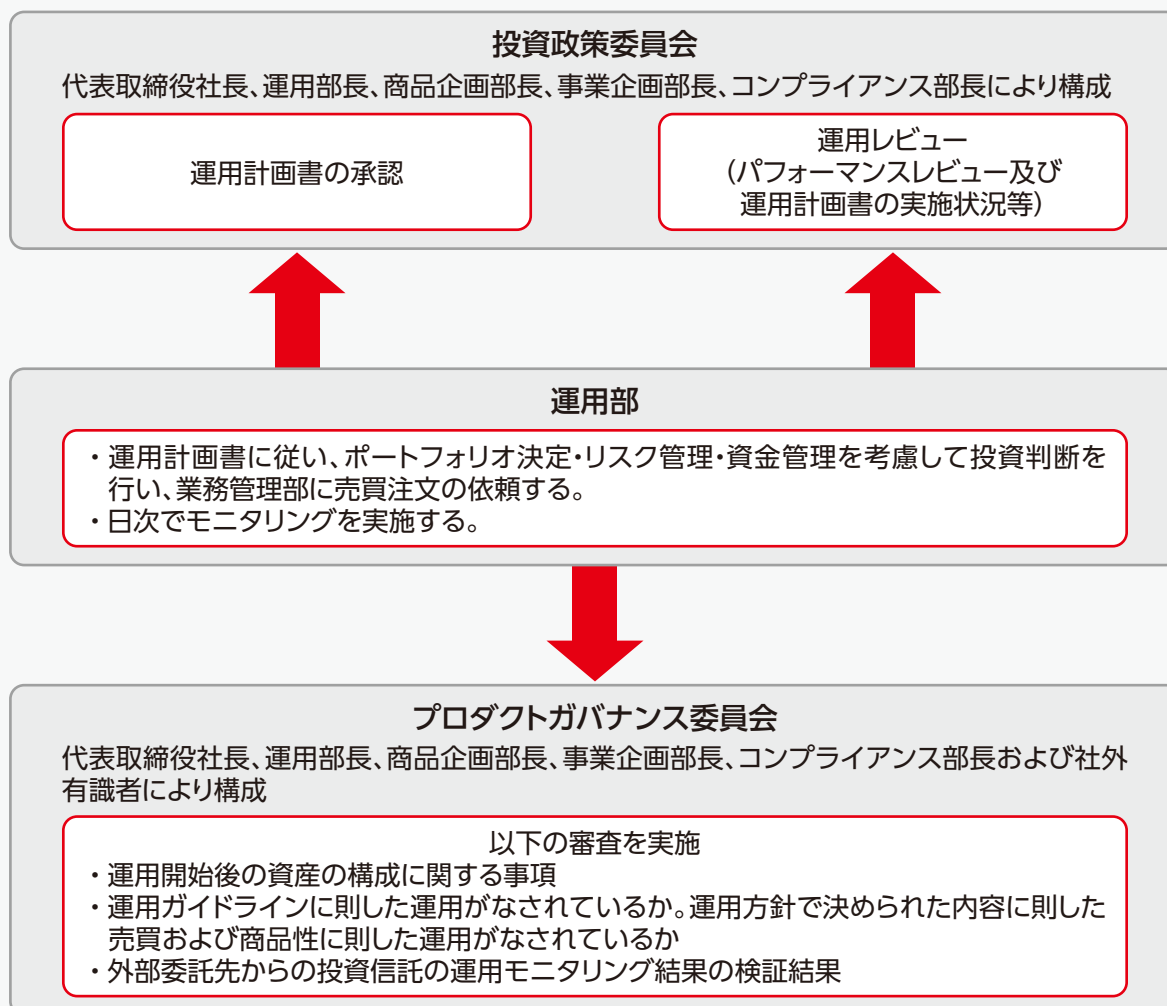 投資政策委員会
代表取締役社長、運用部長、商品企画部長、事業企画部長、コンプライアンス部長により構成
運用計画書の承認
運用レビュー
(パフォーマンスレビュー及び
運用計画書の実施状況等)
運用部
・運用計画書に従い、ポートフォリオ決定・リスク管理・資金管理を考慮して投資判断を
行い、業務管理部に売買注文の依頼する。
・日次でモニタリングを実施する。
プロダクトガバナンス委員会
代表取締役社長、運用部長、商品企画部長、事業企画部長、コンプライアンス部長および社外
有識者により構成
以下の審査を実施
・運用開始後の資産の構成に関する事項
・運用ガイドラインに則した運用がなされているか。運用方針で決められた内容に則した
売買および商品性に則した運用がなされているか
・外部委託先からの投資信託の運用モニタリング結果の検証結果